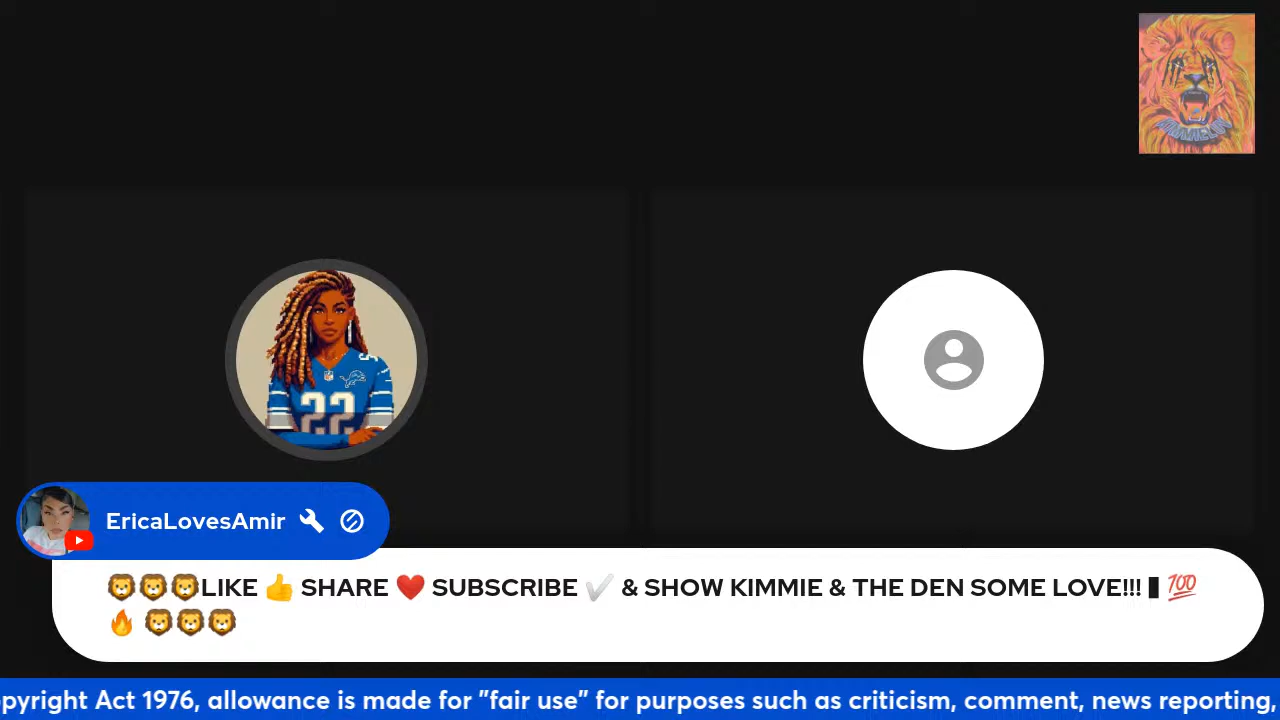 22
EricaLovesAmir
🦁🦁🦁LIKE 👍 SHARE ❤️ SUBSCRIBE ✔️ & SHOW KIMMIE & THE DEN SOME LOVE!!! ▮ 💯
🔥 🦁🦁🦁
pyright Act 1976, allowance is made for "fair use" for purposes such as criticism, comment, news reporting,